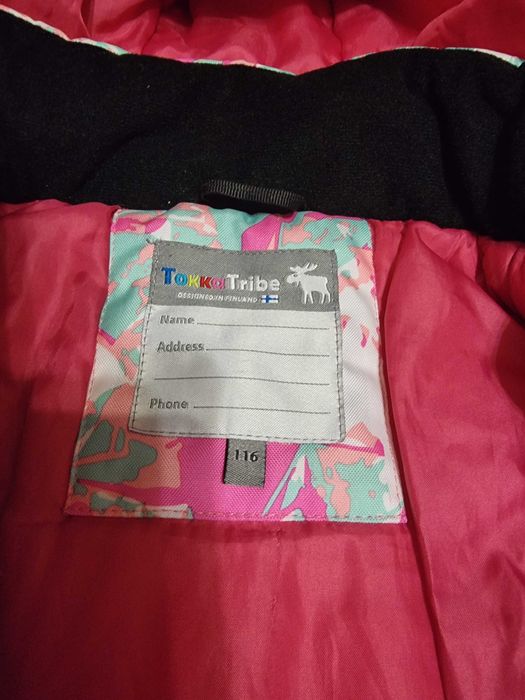 TokkaTribe
DESIGNED IN FINLAND
Name
Address
Phone
116